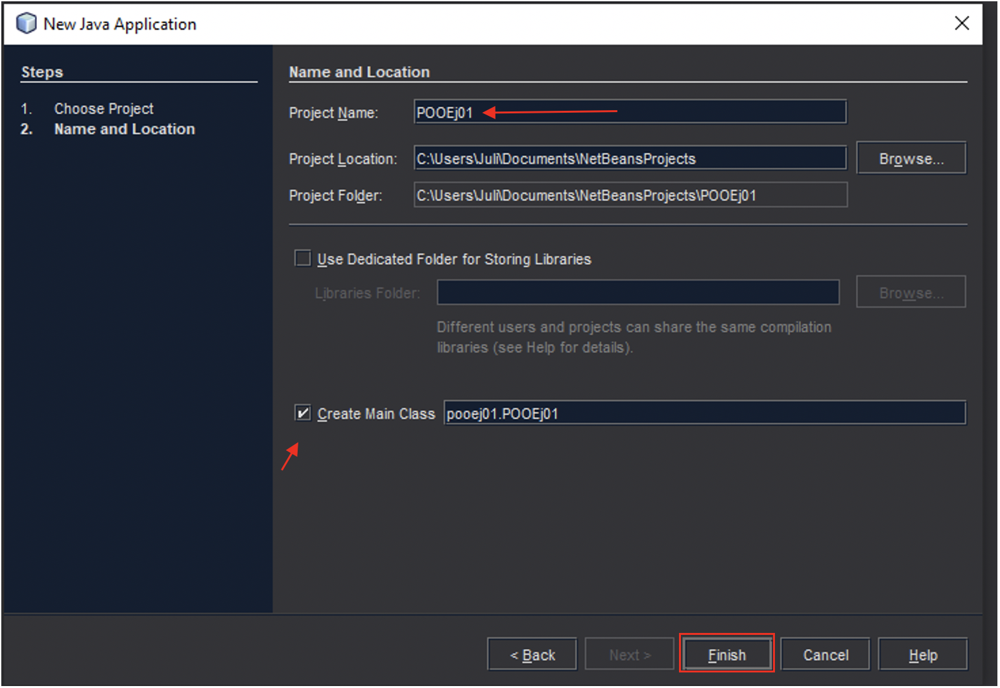 New Java Application
Steps
1. Choose Project
2. Name and Location
Name and Location
Project Name: POOEj01
Project Location: C:\Users\Juli\Documents\NetBeansProjects Browse...
Project Folder: C:\Users\Juli\Documents\NetBeansProjects\POOEj01
Use Dedicated Folder for Storing Libraries
Libraries Folder: Browse...
Different users and projects can share the same compilation
libraries (see Help for details).
Create Main Class pooej01.POOEj01
< Back Next > Finish Cancel Help